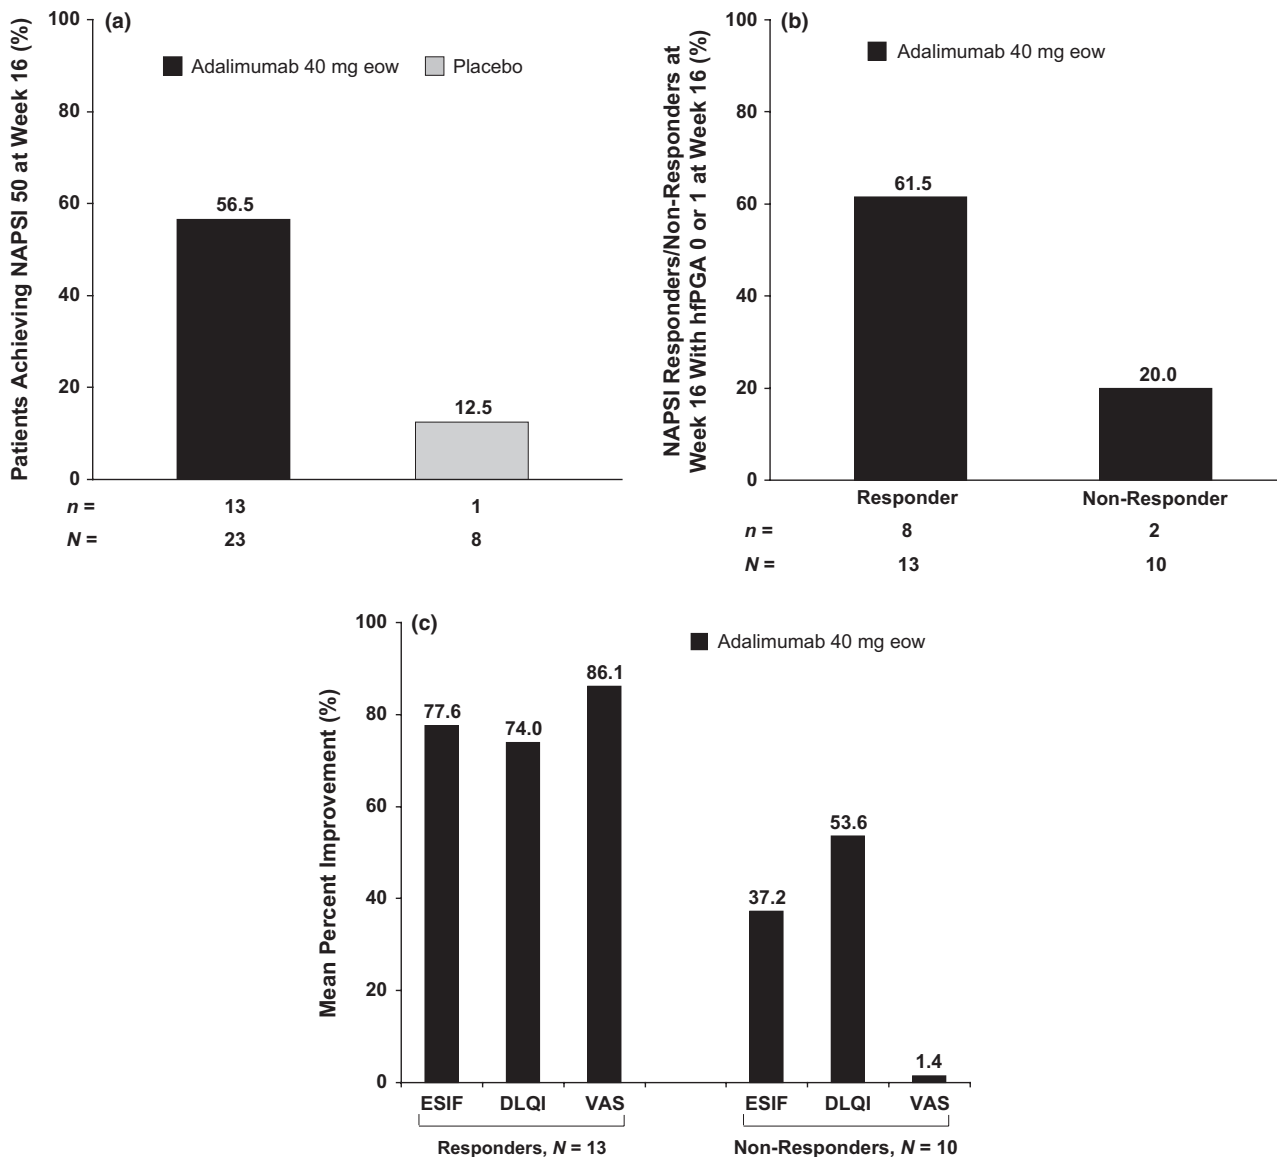 (a)
Patients Achieving NAPSI 50 at Week 16 (%)
100
80
60
40
20
0
Adalimumab 40 mg eow
Placebo
56.5
12.5
n =
13
1
N =
23
8
(b)
NAPSI Responders/Non-Responders at
Week 16 With hfPGA 0 or 1 at Week 16 (%)
100
80
60
40
20
0
Adalimumab 40 mg eow
61.5
20.0
Responder
Non-Responder
n =
8
2
N =
13
10
(c)
Mean Percent Improvement (%)
100
80
60
40
20
0
Adalimumab 40 mg eow
77.6
74.0
86.1
37.2
53.6
1.4
ESIF
DLQI
VAS
ESIF
DLQI
VAS
Responders, N = 13
Non-Responders, N = 10